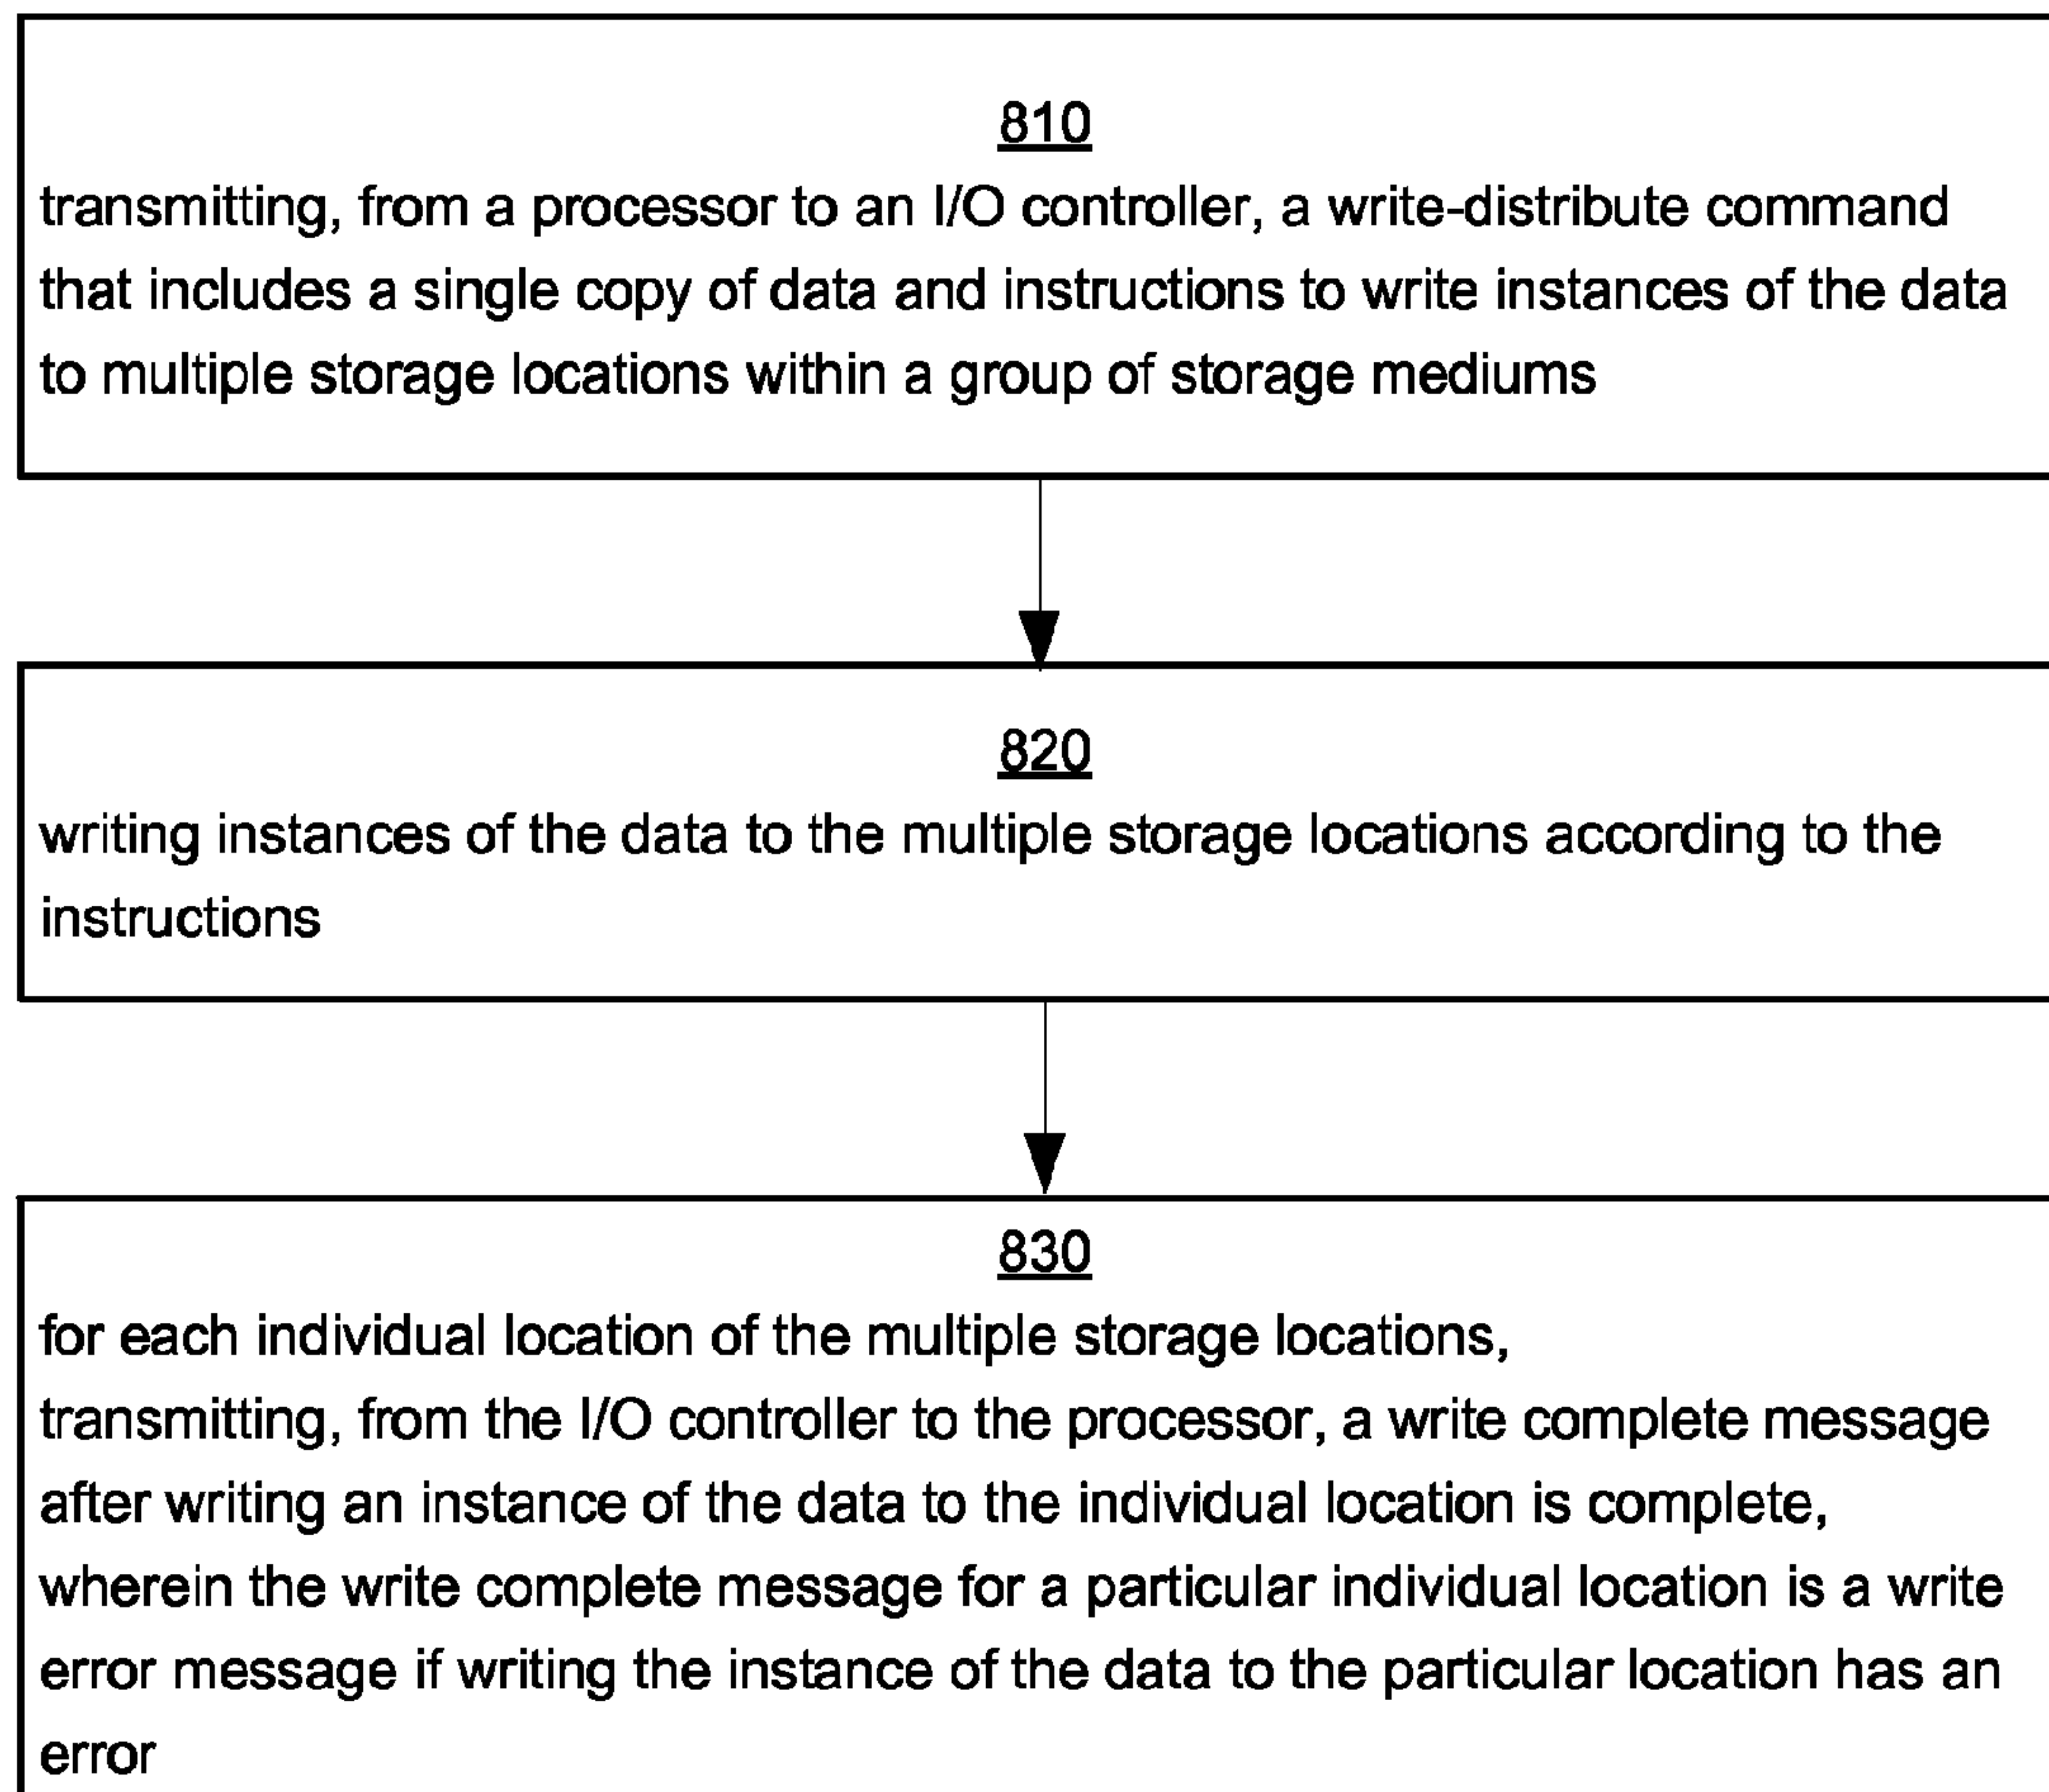 810
transmitting, from a processor to an I/O controller, a write-distribute command
that includes a single copy of data and instructions to write instances of the data
to multiple storage locations within a group of storage mediums
820
writing instances of the data to the multiple storage locations according to the
instructions
830
for each individual location of the multiple storage locations,
transmitting, from the I/O controller to the processor, a write complete message
after writing an instance of the data to the individual location is complete,
wherein the write complete message for a particular individual location is a write
error message if writing the instance of the data to the particular location has an
error